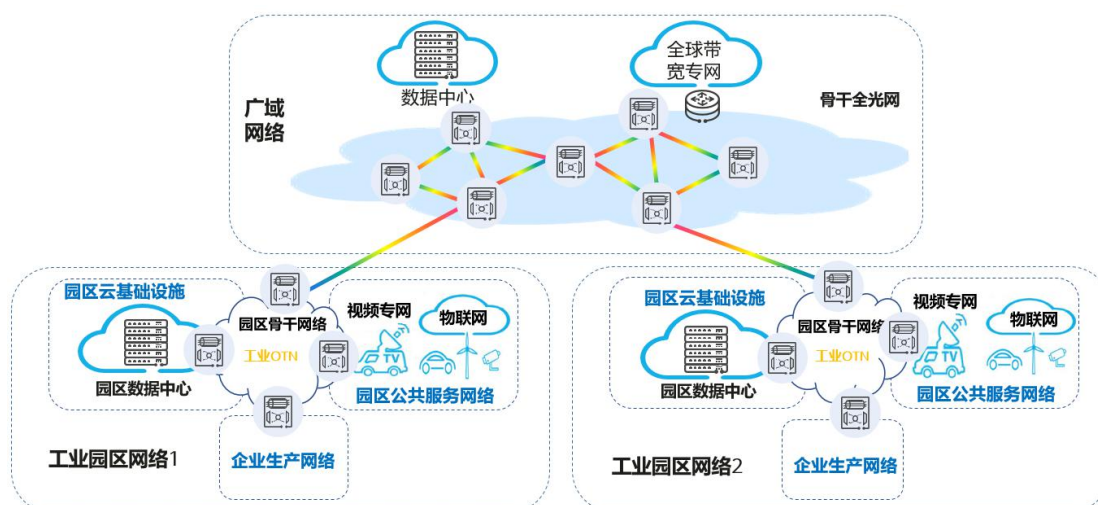 全球带
宽专网
数据中心
骨干全光网
广域
网络
园区云基础设施
园区骨干网络
视频专网
物联网
工业OTN
TV
园区数据中心
园区公共服务网络
工业园区网络1
企业生产网络
园区云基础设施
园区骨干网络
视频专网
物联网
工业OTN
TV
园区数据中心
园区公共服务网络
工业园区网络2
企业生产网络